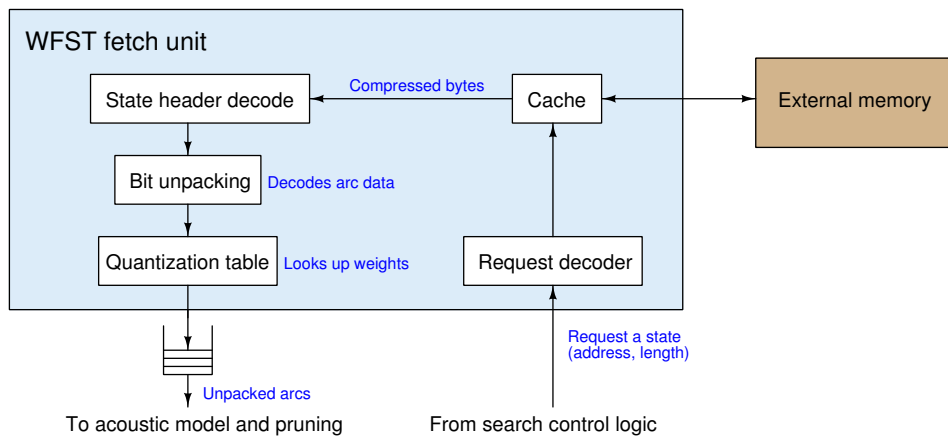 WFST fetch unit
State header decode
Compressed bytes
Cache
External memory
Bit unpacking
Decodes arc data
Quantization table
Looks up weights
Request decoder
Request a state
(address, length)
Unpacked arcs
To acoustic model and pruning
From search control logic